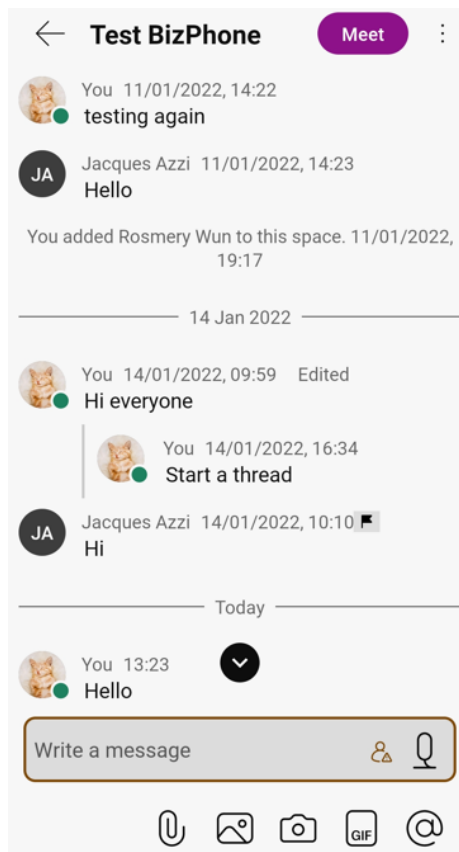 Test BizPhone
Meet
You 11/01/2022, 14:22
testing again
JA
Jacques Azzi 11/01/2022, 14:23
Hello
You added Rosmery Wun to this space. 11/01/2022,
19:17
14 Jan 2022
You 14/01/2022, 09:59 Edited
Hi everyone
You 14/01/2022, 16:34
Start a thread
JA
Jacques Azzi 14/01/2022, 10:10
Hi
Today
You 13:23
Hello
Write a message
GIF
@